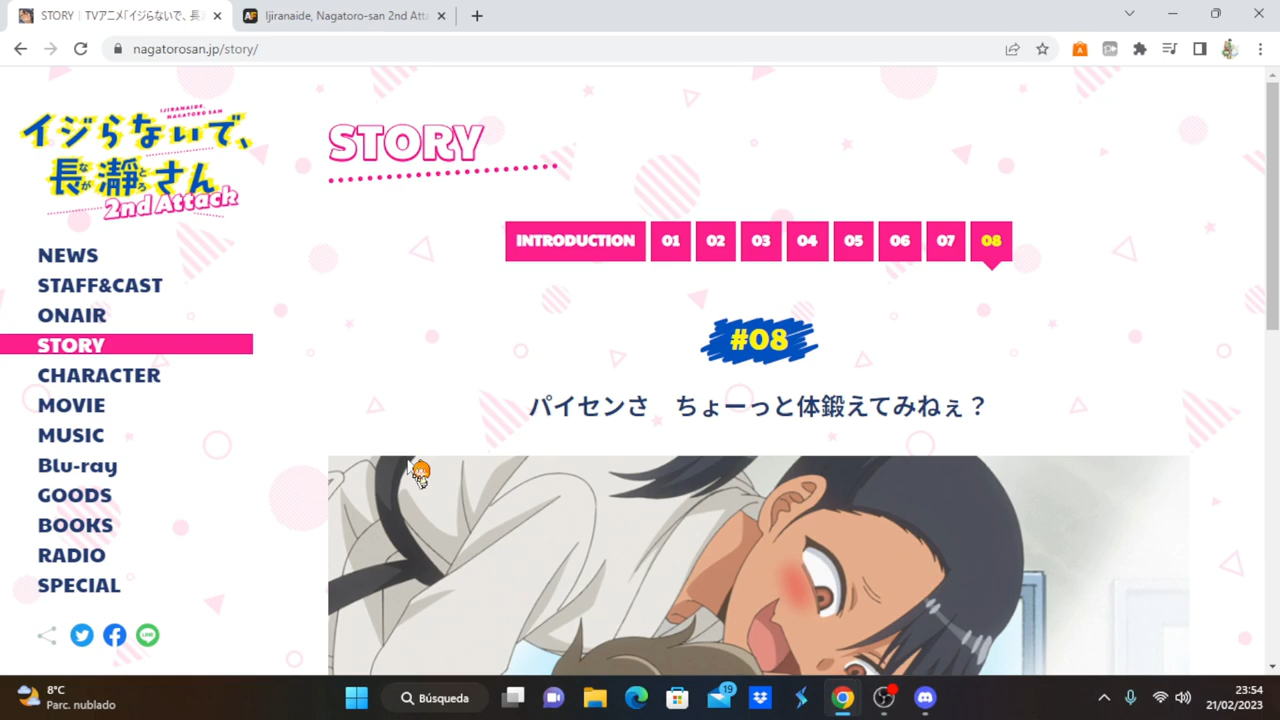 STORY | TVアニメ「イジらないで、長
Ijiranaide, Nagatoro-san 2nd Atta
nagatorosan.jp/story/
IJIRANAIDE, NAGATORO SAN
イジらないで、
長瀞さん
なが とろ
2nd Attack
NEWS
STAFF&CAST
ONAIR
STORY
CHARACTER
MOVIE
MUSIC
Blu-ray
GOODS
BOOKS
RADIO
SPECIAL
STORY
INTRODUCTION 01 02 03 04 05 06 07 08
#08
パイセンさ　ちょーっと体鍛えてみねぇ？
8°C
Parc. nublado
Búsqueda
19
23:54
21/02/2023